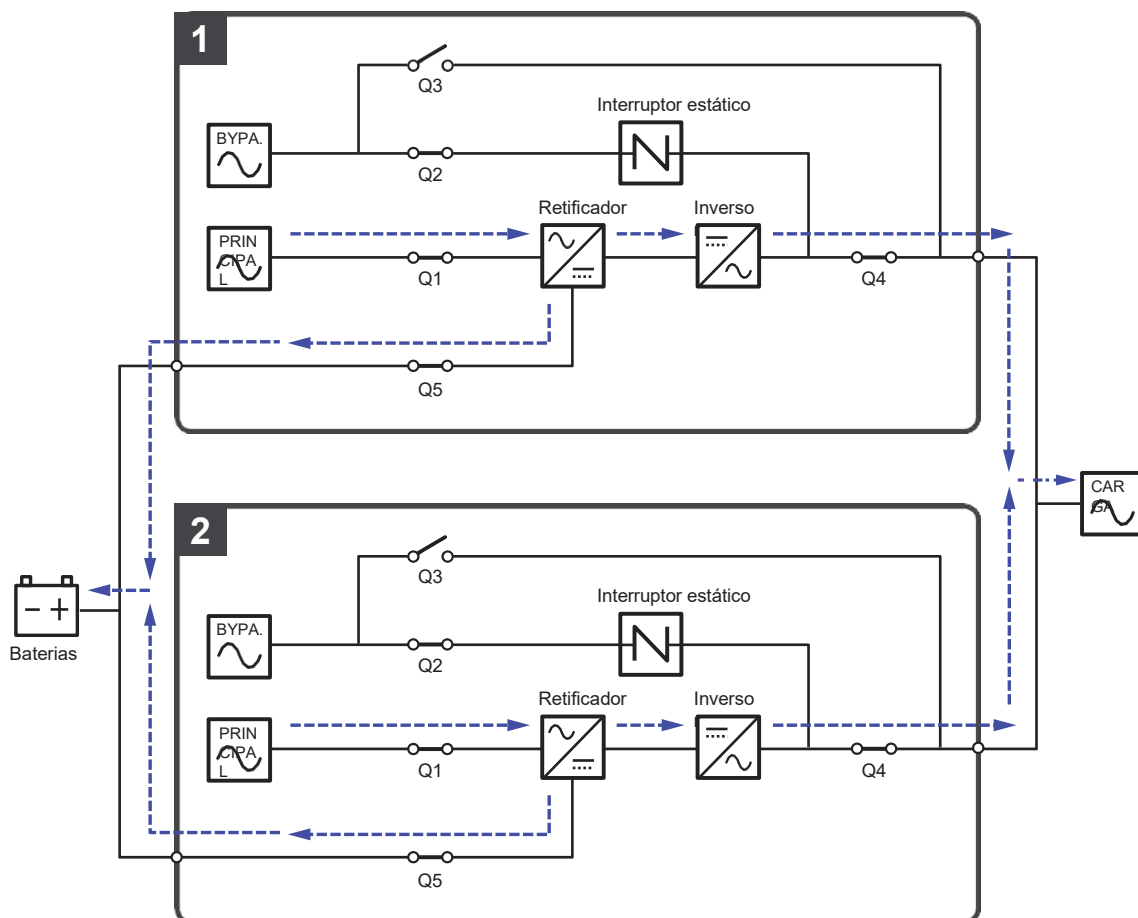 1
Q3
Interruptor estático
BYPA.
Q2
Retificador
Inverso
PRIN
CIPA
L
Q1
Q4
Q5
CAR
GA
2
Q3
Interruptor estático
BYPA.
Q2
Baterias
Retificador
Inverso
PRIN
CIPA
L
Q1
Q4
Q5